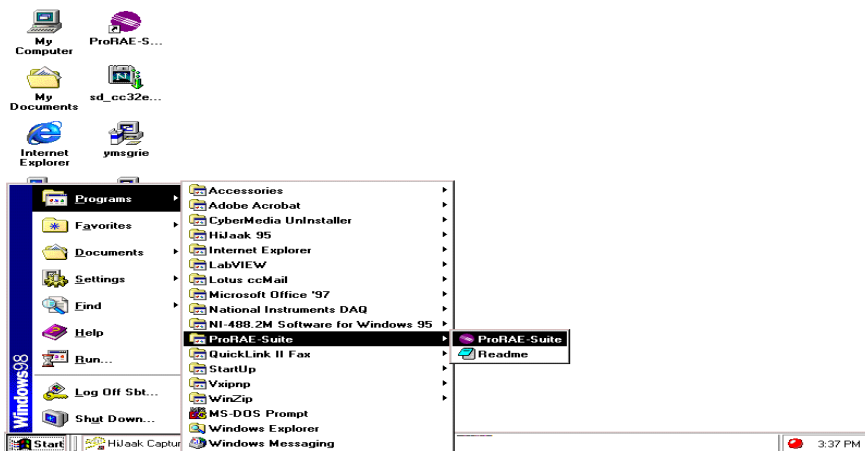 My
Computer
ProRAE-S...
My
Documents
sd_cc32e...
Internet
Explorer
ymsgrie
Windows98
Programs
Favorites
Documents
Settings
Find
Help
Run...
Log Off Sbt...
Shut Down...
Accessories
Adobe Acrobat
CyberMedia UnInstaller
HiJaak 95
Internet Explorer
LabVIEW
Lotus ccMail
Microsoft Office '97
National Instruments DAQ
NI-488.2M Software for Windows 95
ProRAE-Suite
QuickLink II Fax
StartUp
Vxipnp
WinZip
MS-DOS Prompt
Windows Explorer
Windows Messaging
ProRAE-Suite
Readme
Start
HiJaak Captur
3:37 PM